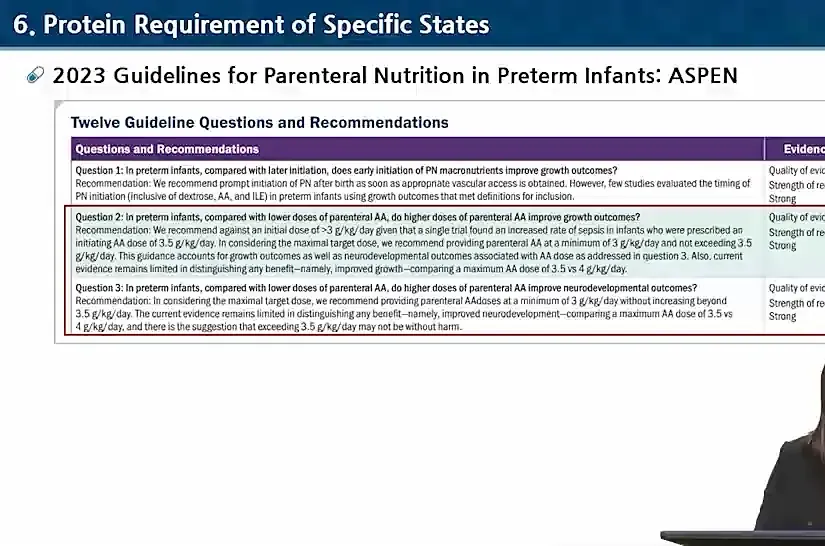 6. Protein Requirement of Specific States
2023 Guidelines for Parenteral Nutrition in Preterm Infants: ASPEN
Twelve Guideline Questions and Recommendations
Questions and Recommendations
Question 1: In preterm infants, compared with later initiation, does early initiation of PN macronutrients improve growth outcomes?
Recommendation: We recommend prompt initiation of PN after birth as soon as appropriate vascular access is obtained. However, few studies evaluated the timing of
PN initiation (inclusive of dextrose, AA, and ILE) in preterm infants using growth outcomes that met definitions for inclusion.
Quality of
Strength of
Strong
Question 2: In preterm infants, compared with lower doses of parenteral AA, do higher doses of parenteral AA improve growth outcomes?
Recommendation: We recommend against an initial dose of >3 g/kg/day given that a single trial found an increased rate of sepsis in infants who were prescribed an
initiating AA dose of 3.5 g/kg/day. In considering the maximal target dose, we recommend providing parenteral AA at a minimum of 3 g/kg/day and not exceeding 3.5
g/kg/day. This guidance accounts for growth outcomes as well as neurodevelopmental outcomes associated with AA dose as addressed in question 3. Also, current
evidence remains limited in distinguishing any benefit—namely, improved growth—comparing a maximum AA dose of 3.5 vs 4 g/kg/day.
Quality of
Strength of
Strong
Question 3: In preterm infants, compared with lower doses of parenteral AA, do higher doses of parenteral AA improve neurodevelopmental outcomes?
Recommendation: In considering the maximal target dose, we recommend providing parenteral AAdoses at a minimum of 3 g/kg/day without increasing beyond
3.5 g/kg/day. The current evidence remains limited in distinguishing any benefit—namely, improved neurodevelopment—comparing a maximum AA dose of 3.5 vs
4 g/kg/day, and there is the suggestion that exceeding 3.5 g/kg/day may not be without harm.
Quality of
Strength of
Strong